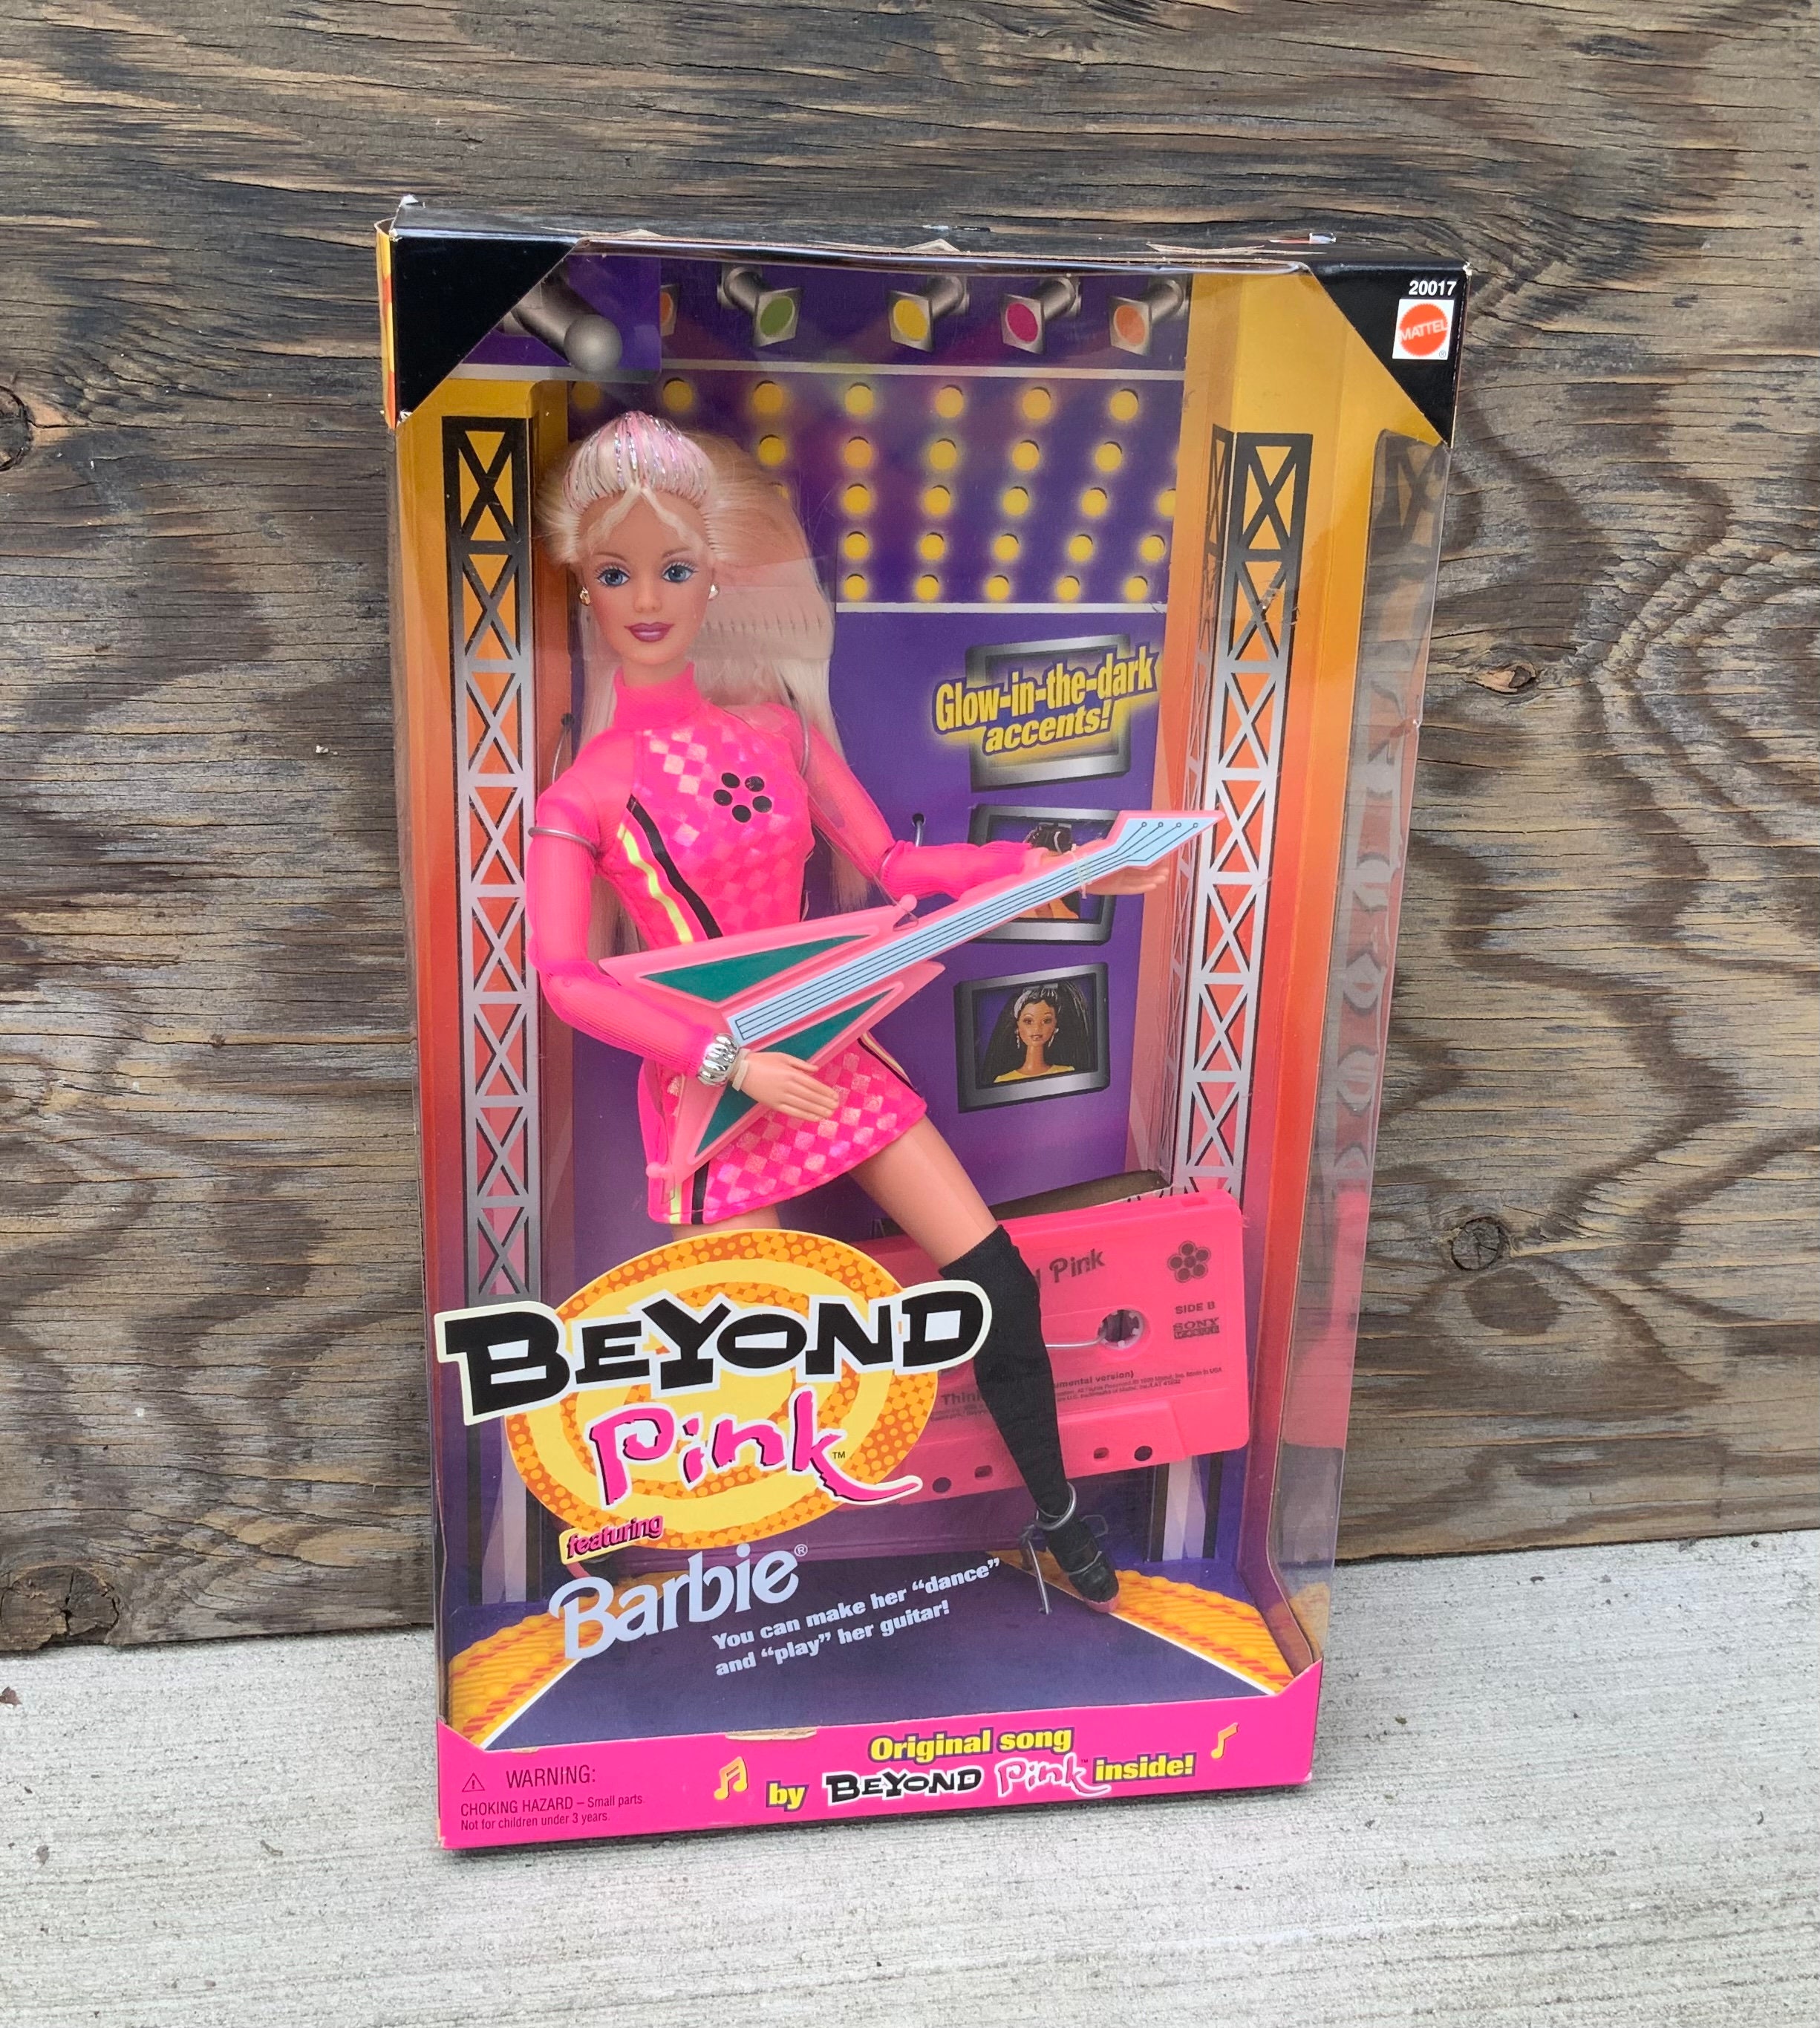 20017
MATTEL
Glow-in-the-dark
accents!
Pink
SIDE B
SONY
BEYOND
Pink™
featuring
Barbie®
You can make her "dance"
and "play" her guitar!
Original song
by BEYOND Pink™ inside!
⚠ WARNING:
CHOKING HAZARD – Small parts.
Not for children under 3 years.